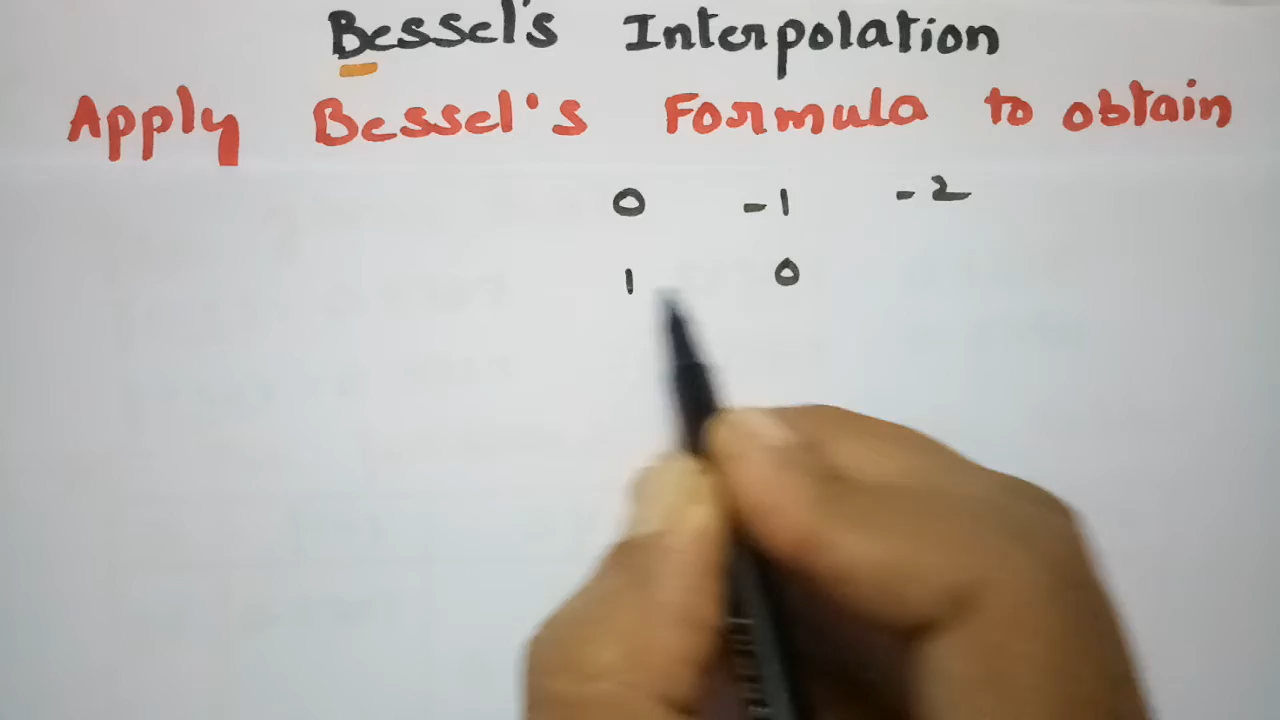 Bessel's Interpolation
Apply Bessel's Formula to obtain
0 -1 -2
1 0